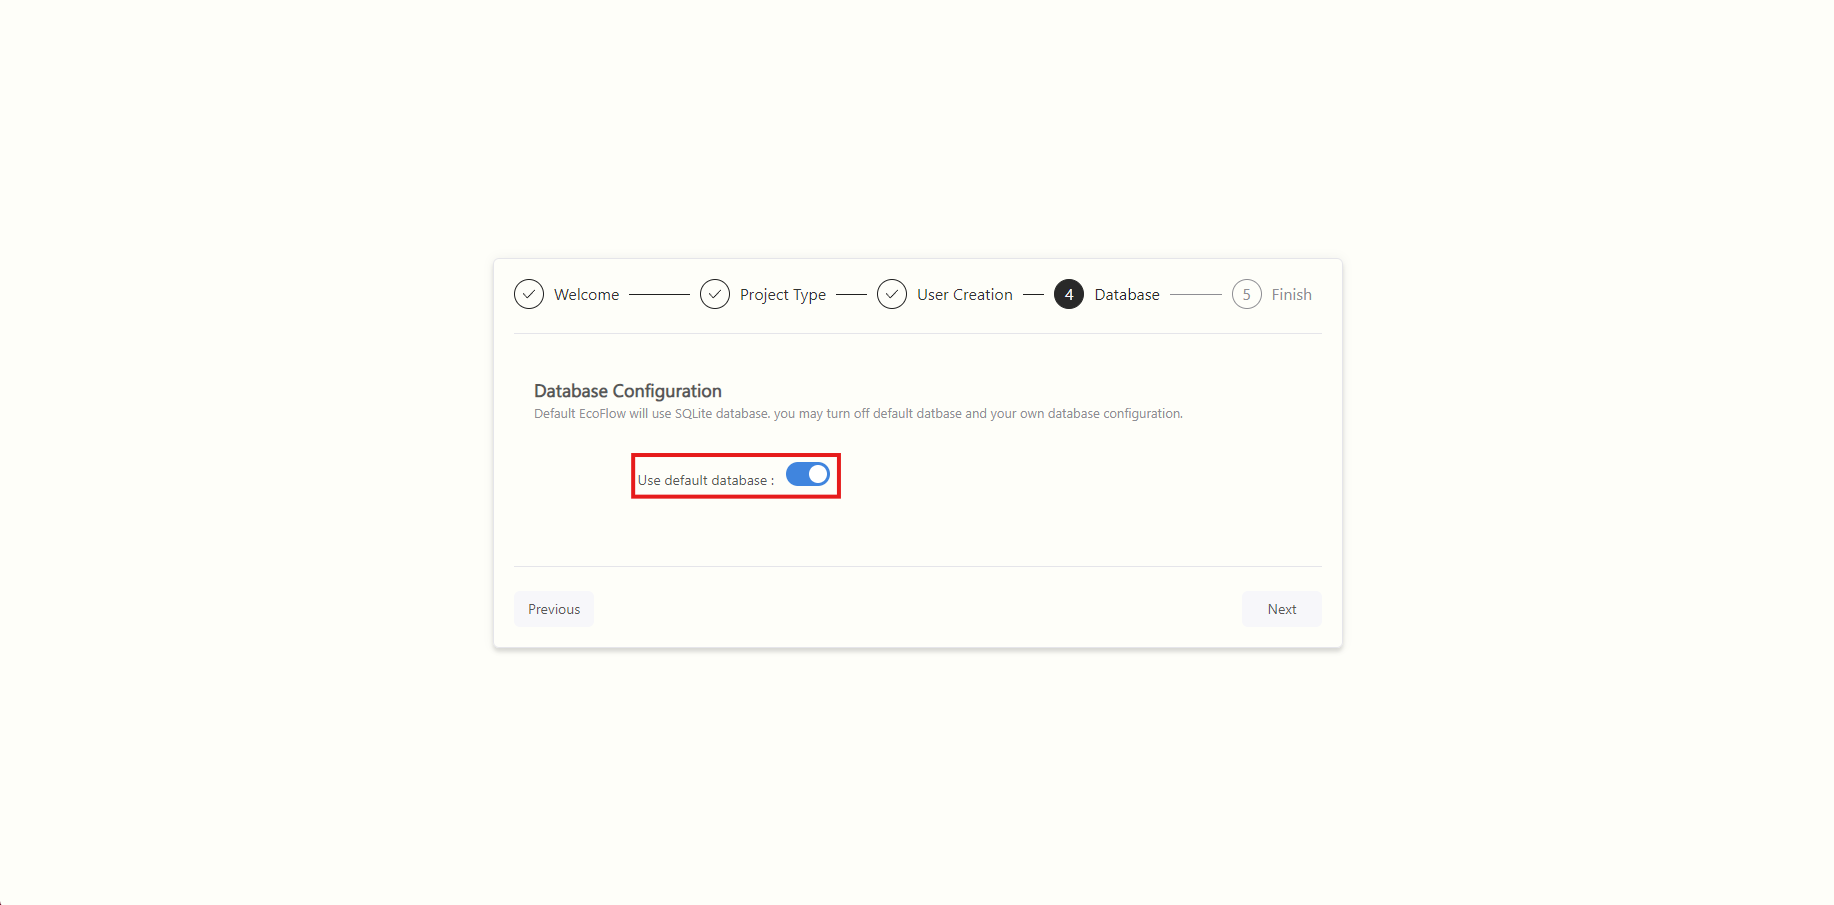 Welcome Project Type User Creation 4 Database 5 Finish
Database Configuration
Default EcoFlow will use SQLite database. you may turn off default datbase and your own database configuration.
Use default database :
Previous Next